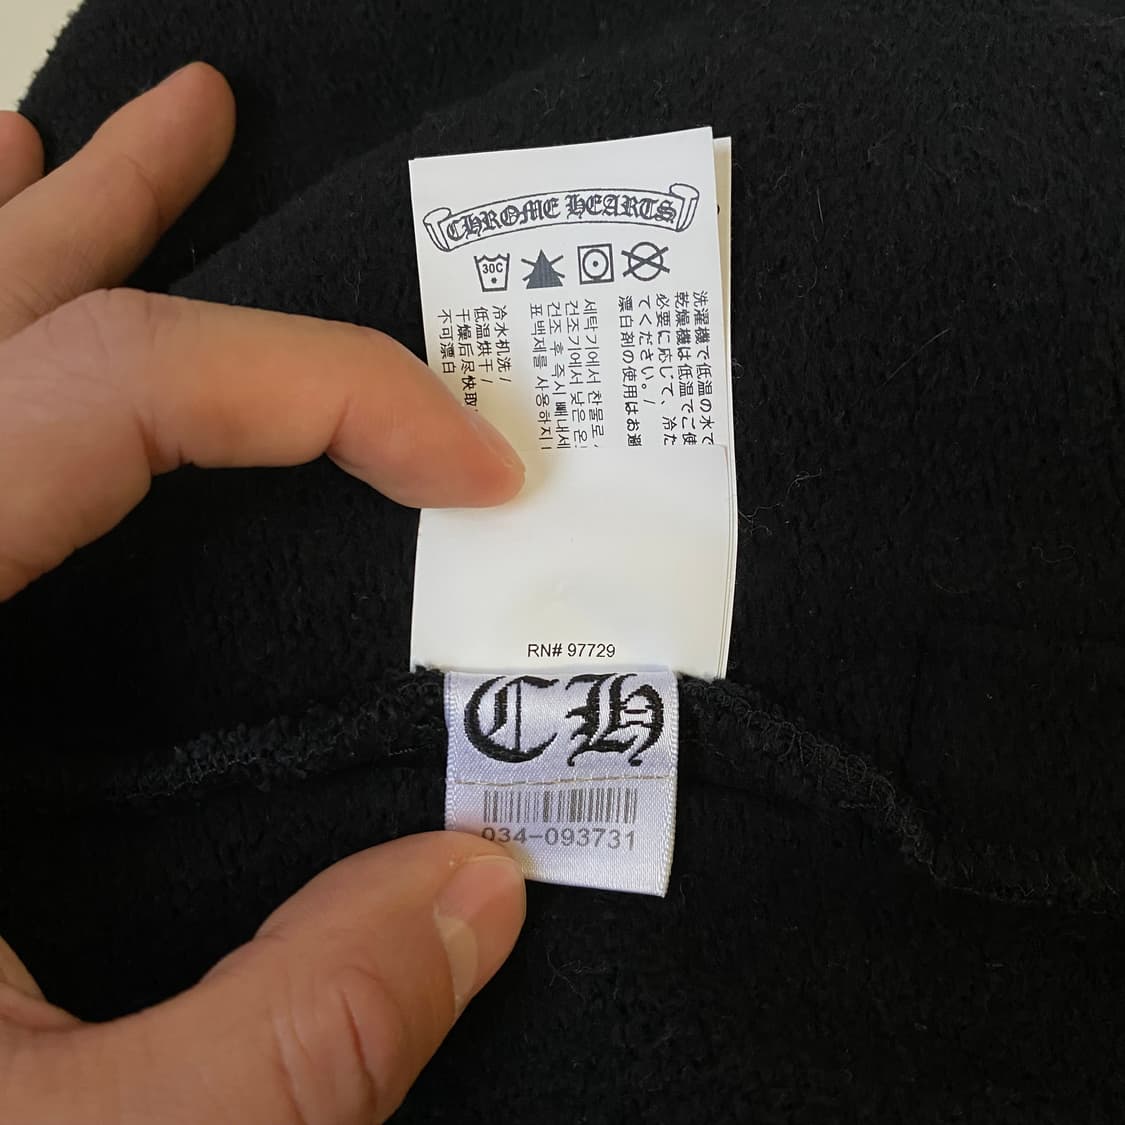 CHROME HEARTS
30C
洗濯機で低温の水で
乾燥機は低温でご使
必要に応じて、冷た
てください。/
漂白剤の使用はお避
세탁기에서 찬물로
건조기에서 낮은 온
건조 후 즉시 빼내세
표백제를 사용하지
冷水机洗 /
低温烘干 /
干燥后尽快取
不可漂白
RN# 97729
CH
034-093731